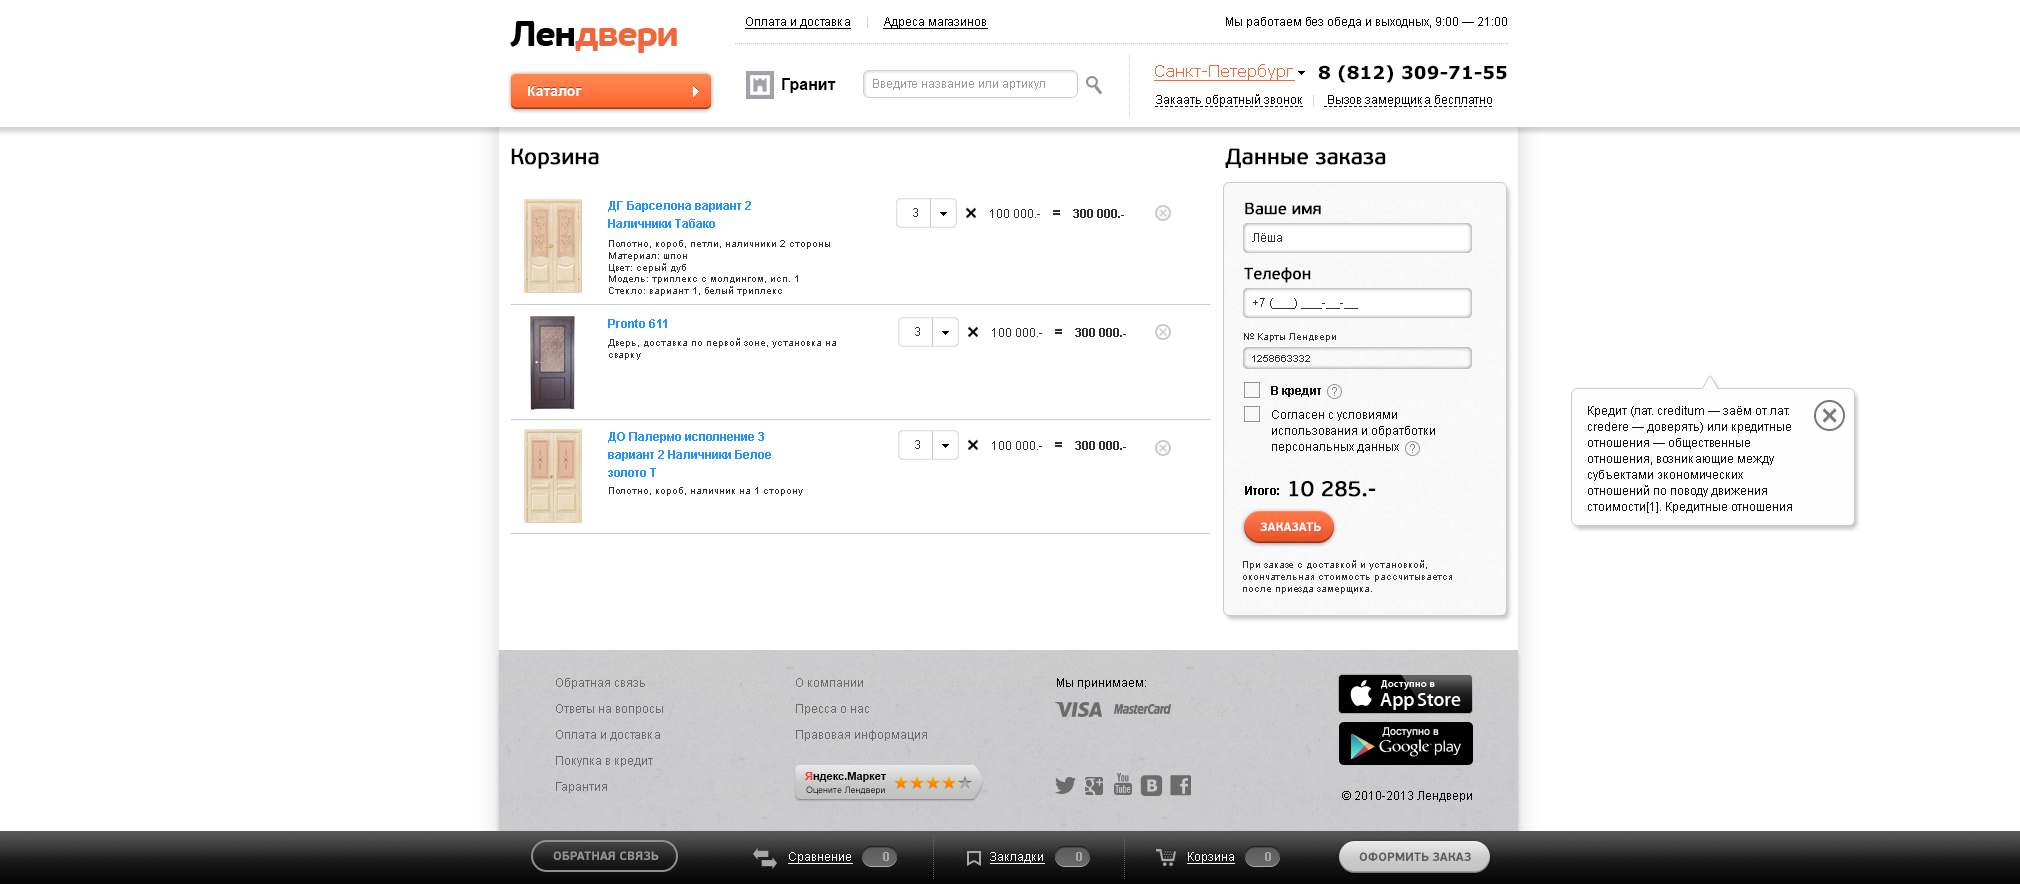 Лендвери
Оплата и доставка
Адреса магазинов
Мы работаем без обеда и выходных, 9:00 — 21:00
Каталог
Гранит
Введите название или артикул
Санкт-Петербург
8 (812) 309-71-55
Закаать обратный звонок
Вызов замерщика бесплатно
Корзина
ДГ Барселона вариант 2
Наличники Табако
Полотно, короб, петли, наличники 2 стороны
Материал: шпон
Цвет: серый дуб
Модель: триплекс с молдингом, исп. 1
Стекло: вариант 1, белый триплекс
3 × 100 000.- = 300 000.-
Pronto 611
Дверь, доставка по первой зоне, установка на
сварку
3 × 100 000.- = 300 000.-
ДО Палермо исполнение 3
вариант 2 Наличники Белое
золото Т
Полотно, короб, наличник на 1 сторону
3 × 100 000.- = 300 000.-
Данные заказа
Ваше имя
Лёша
Телефон
+7 (___) ___-__-__
№ Карты Лендвери
1258663332
В кредит ?
Согласен с условиями
использования и обратботки
персональных данных ?
Итого: 10 285.-
ЗАКАЗАТЬ
При заказе с доставкой и установкой,
окончательная стоимость рассчитывается
после приезда замерщика.
Кредит (лат. creditum — заём от лат.
credere — доверять) или кредитные
отношения — общественные
отношения, возникающие между
субъектами экономических
отношений по поводу движения
стоимости[1]. Кредитные отношения
Обратная связь
Ответы на вопросы
Оплата и доставка
Покупка в кредит
Гарантия
О компании
Пресса о нас
Правовая информация
Яндекс.Маркет
Оцените Лендвери
Мы принимаем:
VISA
MasterCard
You
Tube
Доступно в
App Store
Доступно в
Google play
© 2010-2013 Лендвери
ОБРАТНАЯ СВЯЗЬ
Сравнение 0
Закладки 0
Корзина 0
ОФОРМИТЬ ЗАКАЗ